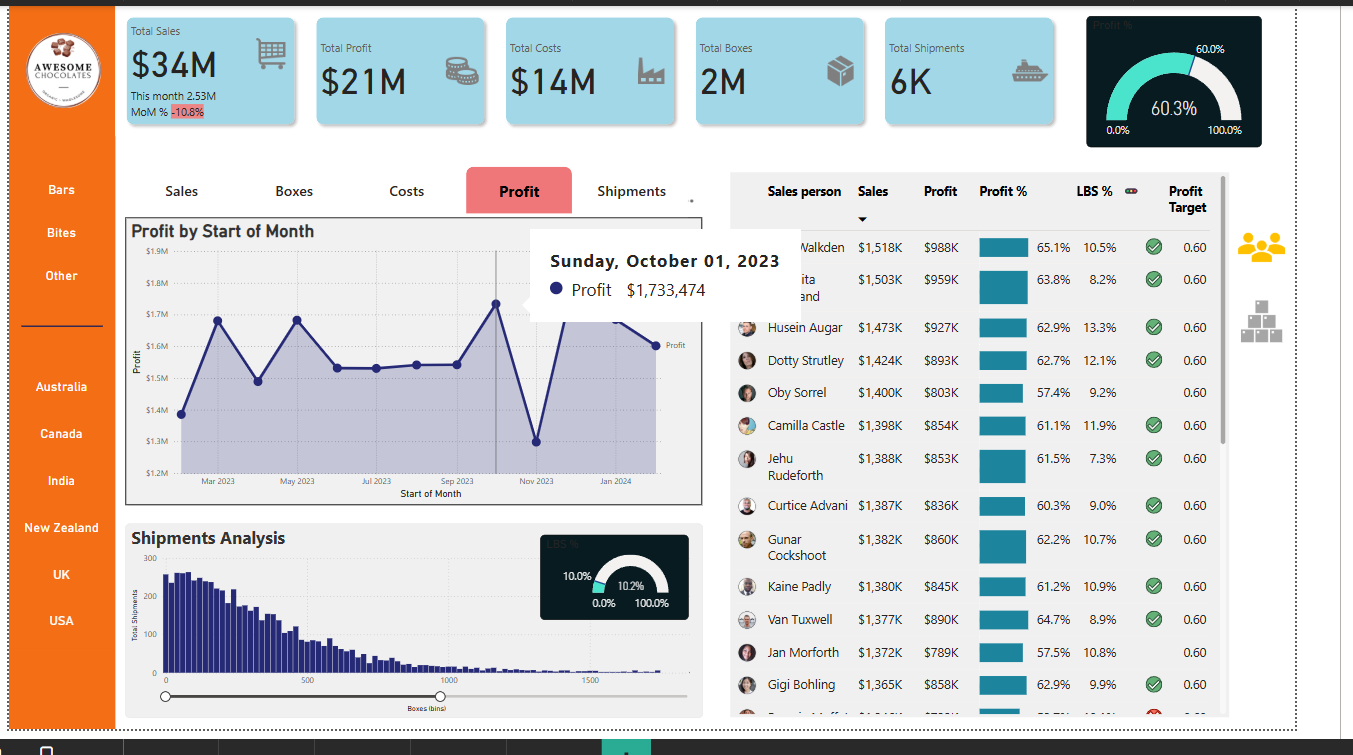 AWESOME
CHOCOLATES
Bars
Bites
Other
Australia
Canada
India
New Zealand
UK
USA
Total Sales
$34M
This month 2.53M
MoM % -10.8%
Total Profit
$21M
Total Costs
$14M
Total Boxes
2M
Total Shipments
6K
Profit %
60.0%
60.3%
0.0%
100.0%
Sales
Boxes
Costs
Profit
Shipments
Profit by Start of Month
$1.9M
$1.8M
$1.7M
$1.6M
$1.5M
$1.4M
$1.3M
$1.2M
Profit
Mar 2023
May 2023
Jul 2023
Sep 2023
Nov 2023
Jan 2024
Start of Month
Profit
Sunday, October 01, 2023
Profit $1,733,474
Shipments Analysis
300
200
100
0
Total Shipments
0
500
1000
1500
Boxes (bins)
LBS %
10.0%
10.2%
0.0%
100.0%
Sales person Sales Profit Profit % LBS % Profit
Target
Walkden $1,518K $988K 65.1% 10.5% 0.60
$1,503K $959K 63.8% 8.2% 0.60
Husein Augar $1,473K $927K 62.9% 13.3% 0.60
Dotty Strutley $1,424K $893K 62.7% 12.1% 0.60
Oby Sorrel $1,400K $803K 57.4% 9.2% 0.60
Camilla Castle $1,398K $854K 61.1% 11.9% 0.60
Jehu $1,388K $853K 61.5% 7.3% 0.60
Rudeforth
Curtice Advani $1,387K $836K 60.3% 9.0% 0.60
Gunar $1,382K $860K 62.2% 10.7% 0.60
Cockshoot
Kaine Padly $1,380K $845K 61.2% 10.9% 0.60
Van Tuxwell $1,377K $890K 64.7% 8.9% 0.60
Jan Morforth $1,372K $789K 57.5% 10.8% 0.60
Gigi Bohling $1,365K $858K 62.9% 9.9% 0.60